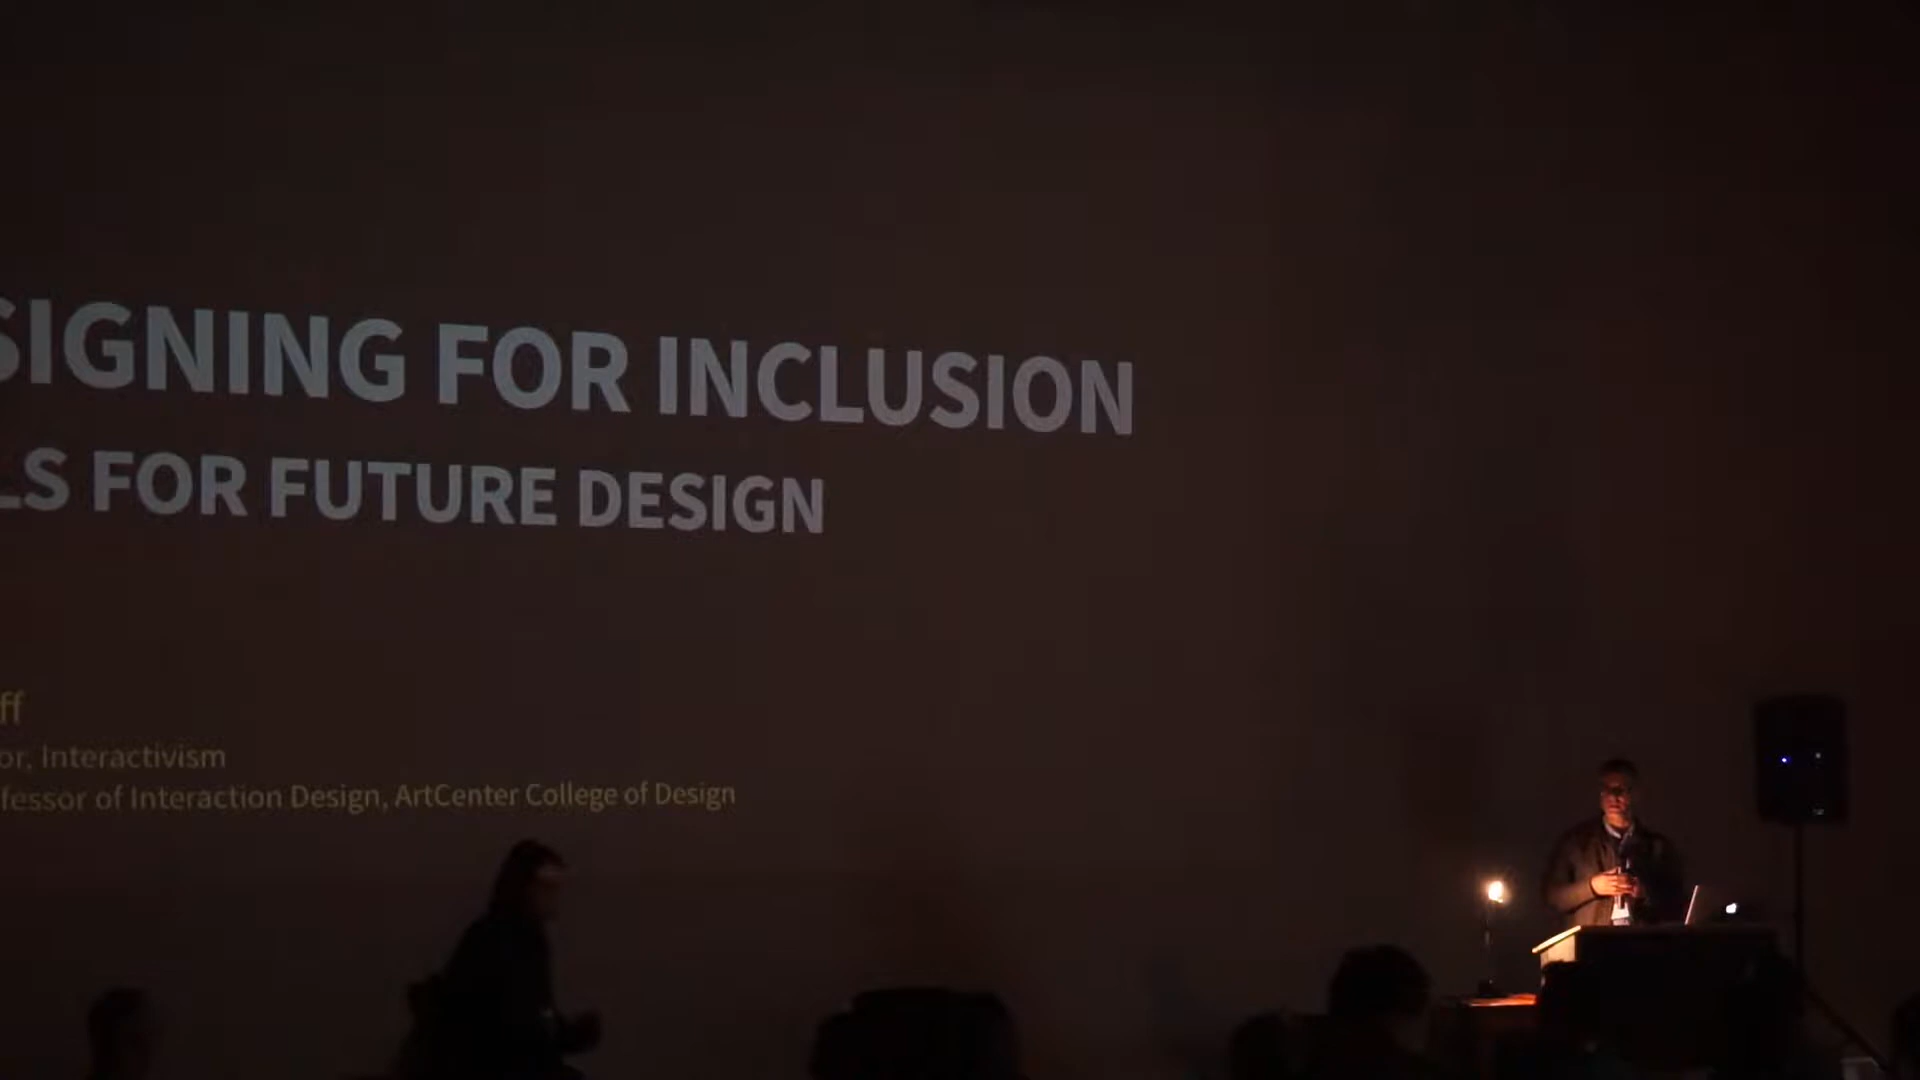 SIGNING FOR INCLUSION
LS FOR FUTURE DESIGN
ff
or, Interactivism
fessor of Interaction Design, ArtCenter College of Design